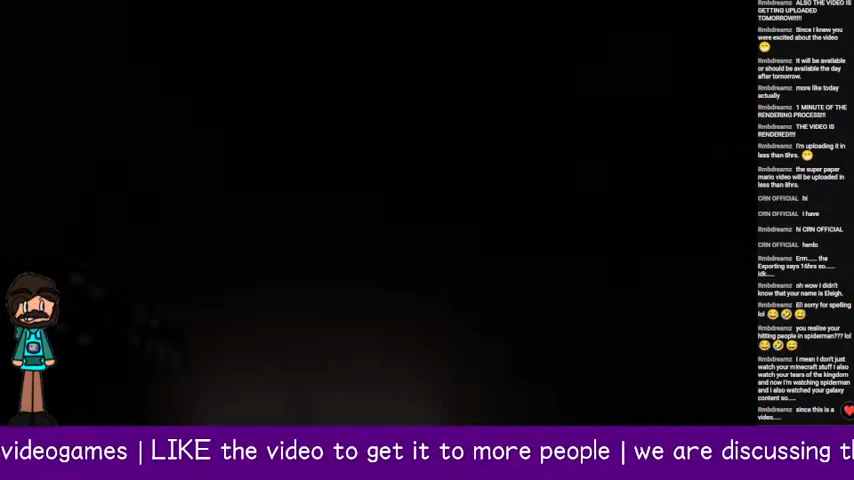 Rmbdreamz ALSO THE VIDEO IS
GETTING UPLOADED
TOMORROW!!!!!
Rmbdreamz Since I knew you
were excited about the video
😁
Rmbdreamz It will be available
or should be available the day
after tomorrow.
Rmbdreamz more like today
actually
Rmbdreamz 1 MINUTE OF THE
RENDERING PROCESS!!!
Rmbdreamz THE VIDEO IS
RENDERED!!!!
Rmbdreamz I'm uploading it in
less than 8hrs. 😁
Rmbdreamz the super paper
mario video will be uploaded in
less than 8hrs.
CRN OFFICIAL hi
CRN OFFICIAL i have
Rmbdreamz hi CRN OFFICIAL
CRN OFFICIAL henlo
Rmbdreamz Erm...... the
Exporting says 16hrs so......
idk.....
Rmbdreamz oh wow I didn't
know that your name is Eleigh.
Rmbdreamz Eli sorry for spelling
lol 😂 🤣 😅
Rmbdreamz you realise your
hitting people in spiderman??? lol
😂 🤣 😅
Rmbdreamz I mean I don't just
watch your minecraft stuff I also
watch your tears of the kingdom
and now I'm watching spiderman
and I also watched your galaxy
content so.....
Rmbdreamz since this is a
video.....
videogames | LIKE the video to get it to more people | we are discussing th